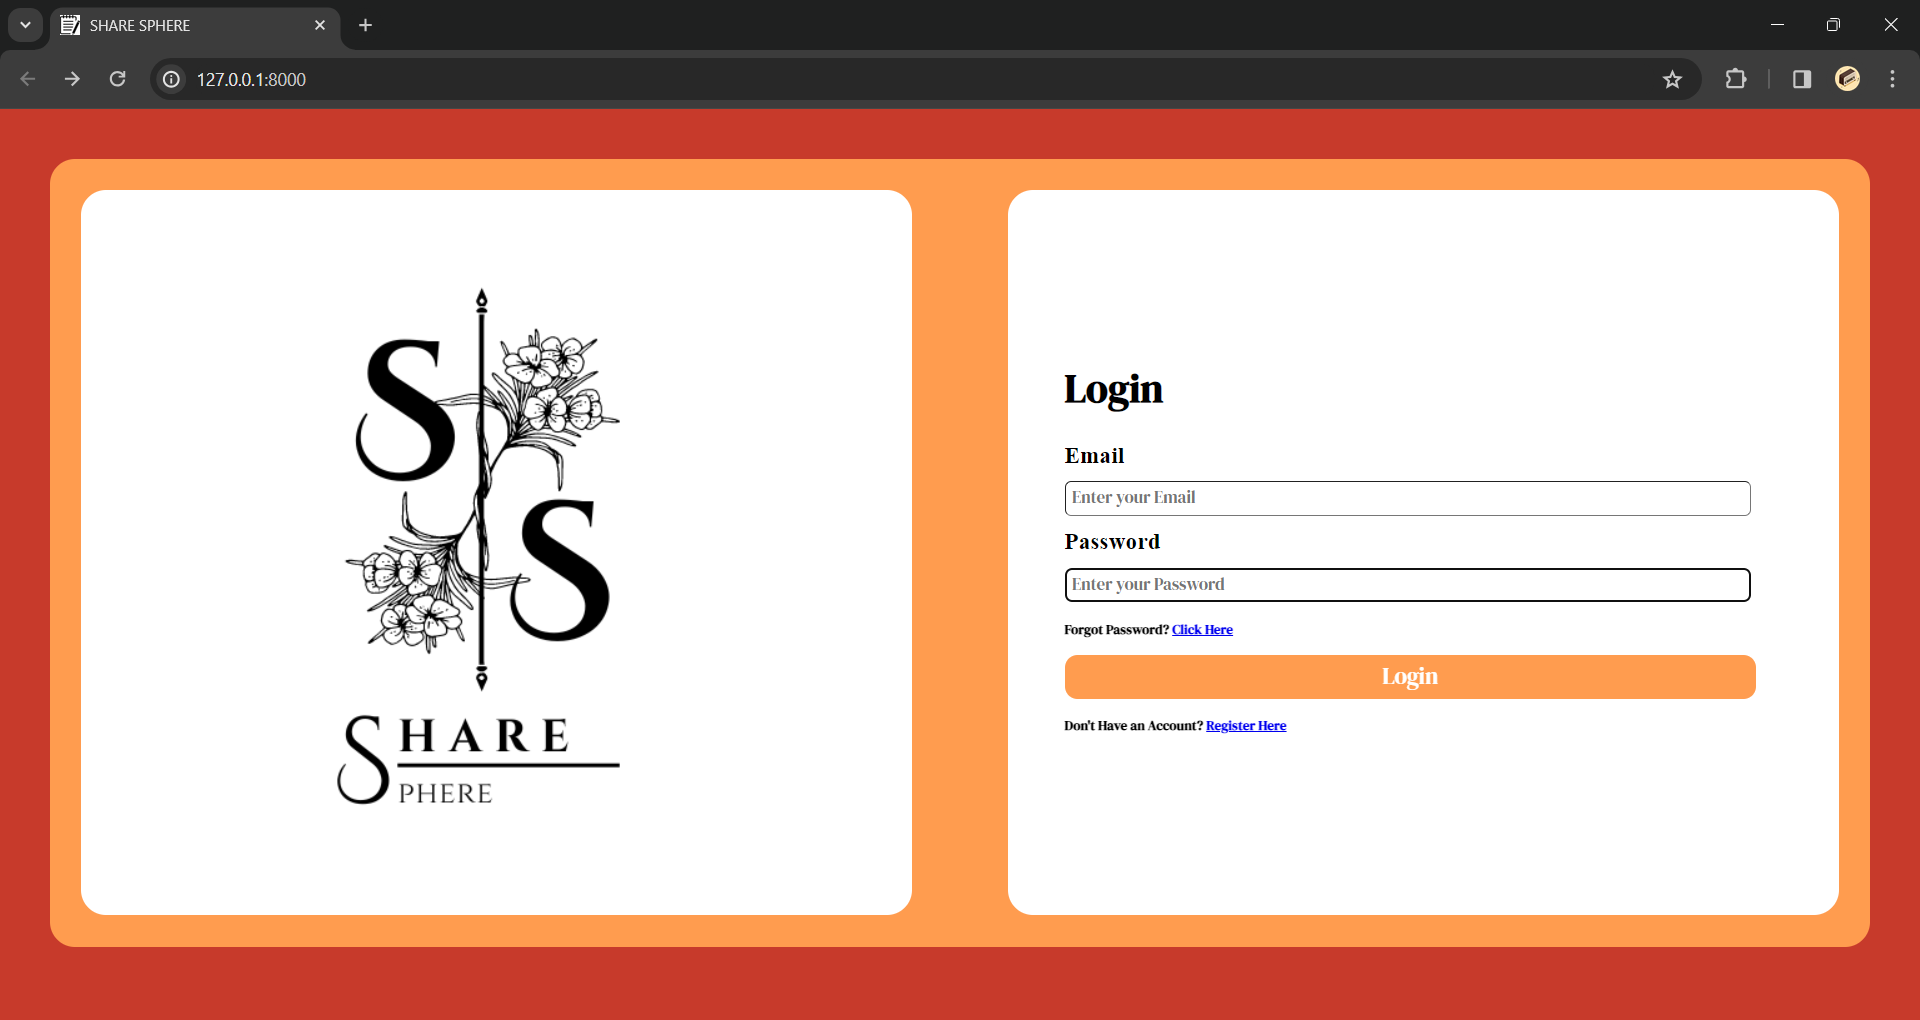 SHARE SPHERE
127.0.0.1:8000
S
S
SHARE
PHERE
Login
Email
Enter your Email
Password
Enter your Password
Forgot Password? Click Here
Login
Don't Have an Account? Register Here